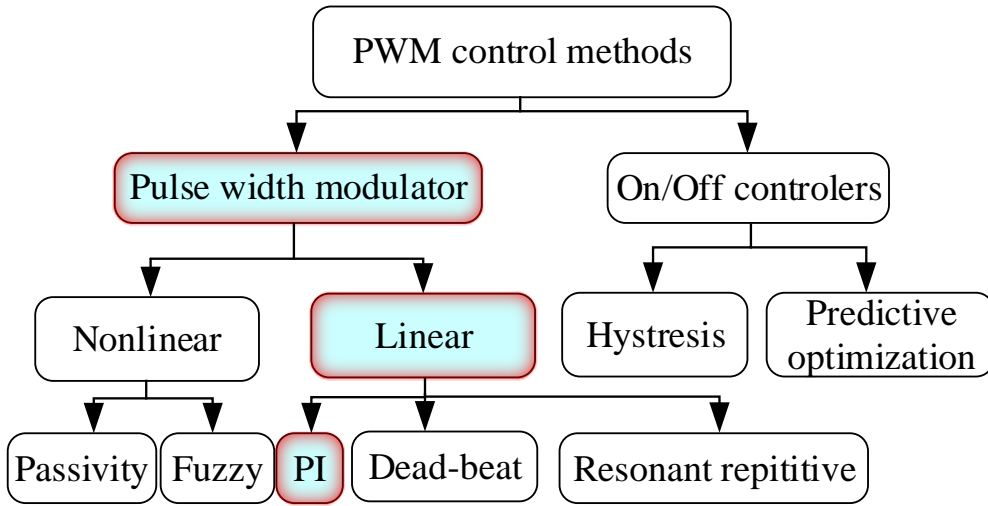 PWM control methods
Pulse width modulator
On/Off controlers
Nonlinear
Linear
Hystresis
Predictive
optimization
Passivity
Fuzzy
PI
Dead-beat
Resonant repititive